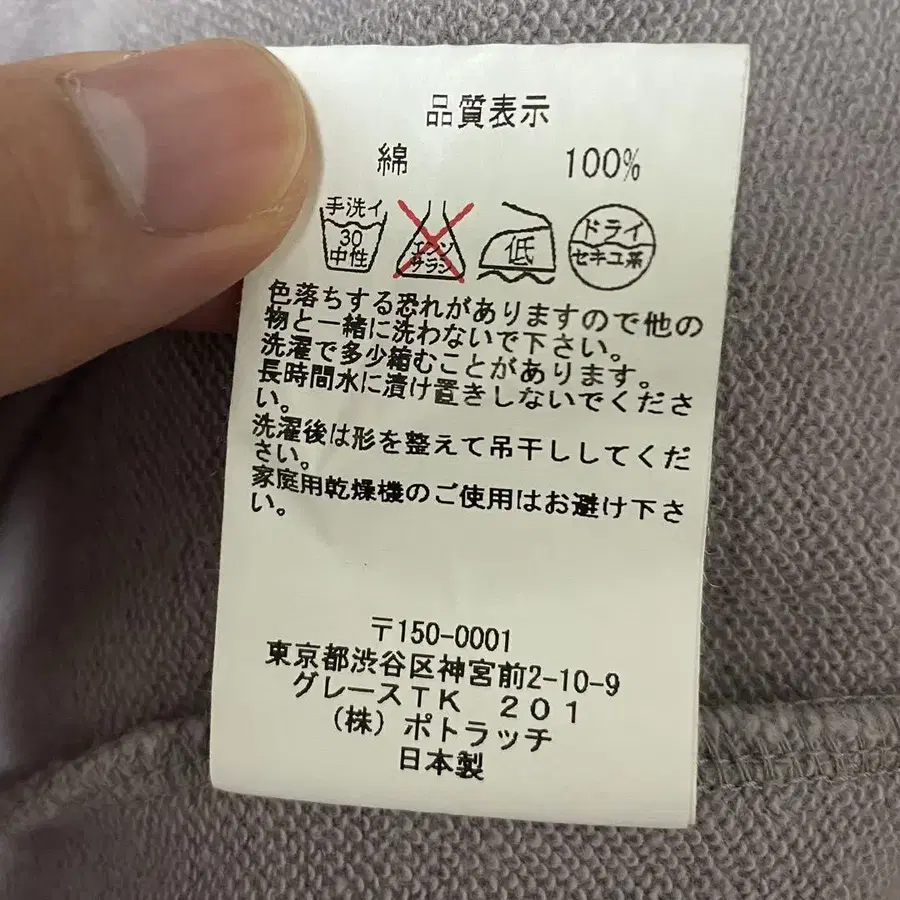 品質表示
綿 100%
手洗イ
30
中性
エンソ
サラシ
低
ドライ
セキユ系
色落ちする恐れがありますので他の
物と一緒に洗わないで下さい。
洗濯で多少縮むことがあります。
長時間水に漬け置きしないでくださ
い。
洗濯後は形を整えて吊干ししてくだ
さい。
家庭用乾燥機のご使用はお避け下さ
い。
〒150-0001
東京都渋谷区神宮前2-10-9
グレースTK 201
(株)ポトラッチ
日本製